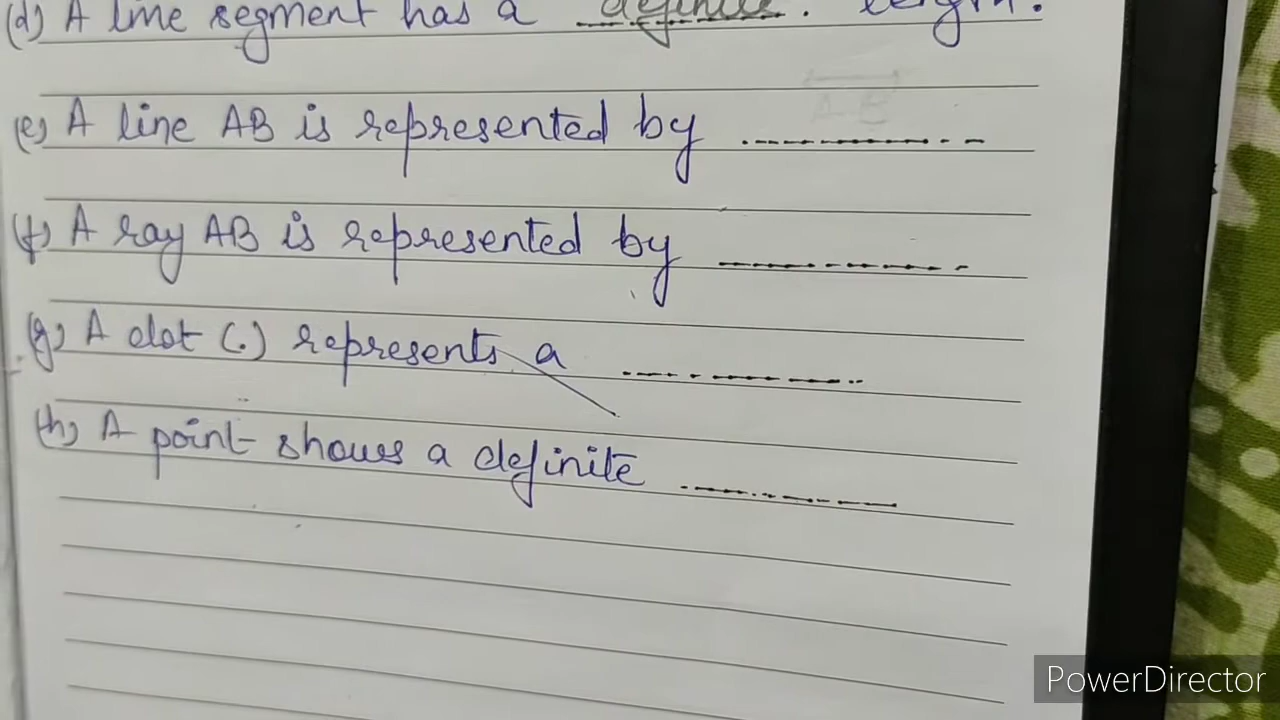 (d) A line segment has a definite. length.
(e) A line AB is represented by
(f) A ray AB is represented by
(g) A dot (.) represents a
(h) A point shows a definite
PowerDirector